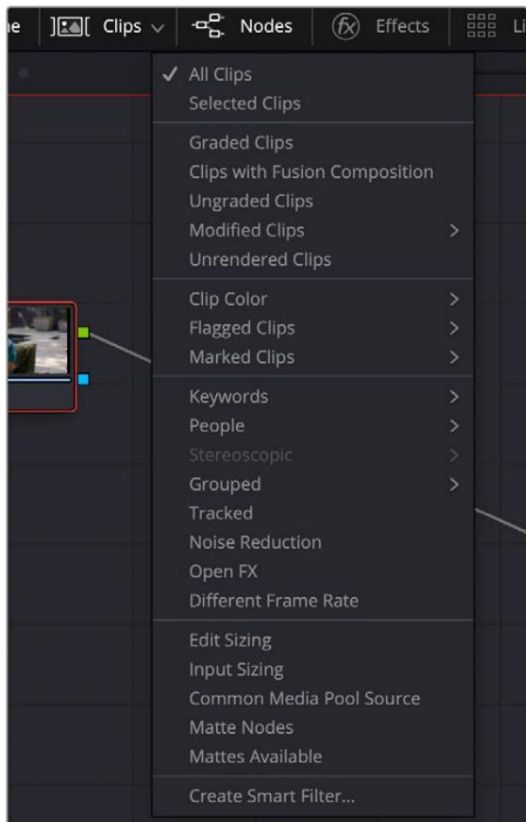 Clips Nodes Effects
✓ All Clips
Selected Clips
Graded Clips
Clips with Fusion Composition
Ungraded Clips
Modified Clips >
Unrendered Clips
Clip Color >
Flagged Clips >
Marked Clips >
Keywords >
People >
Stereoscopic >
Grouped >
Tracked
Noise Reduction
Open FX
Different Frame Rate
Edit Sizing
Input Sizing
Common Media Pool Source
Matte Nodes
Mattes Available
Create Smart Filter...